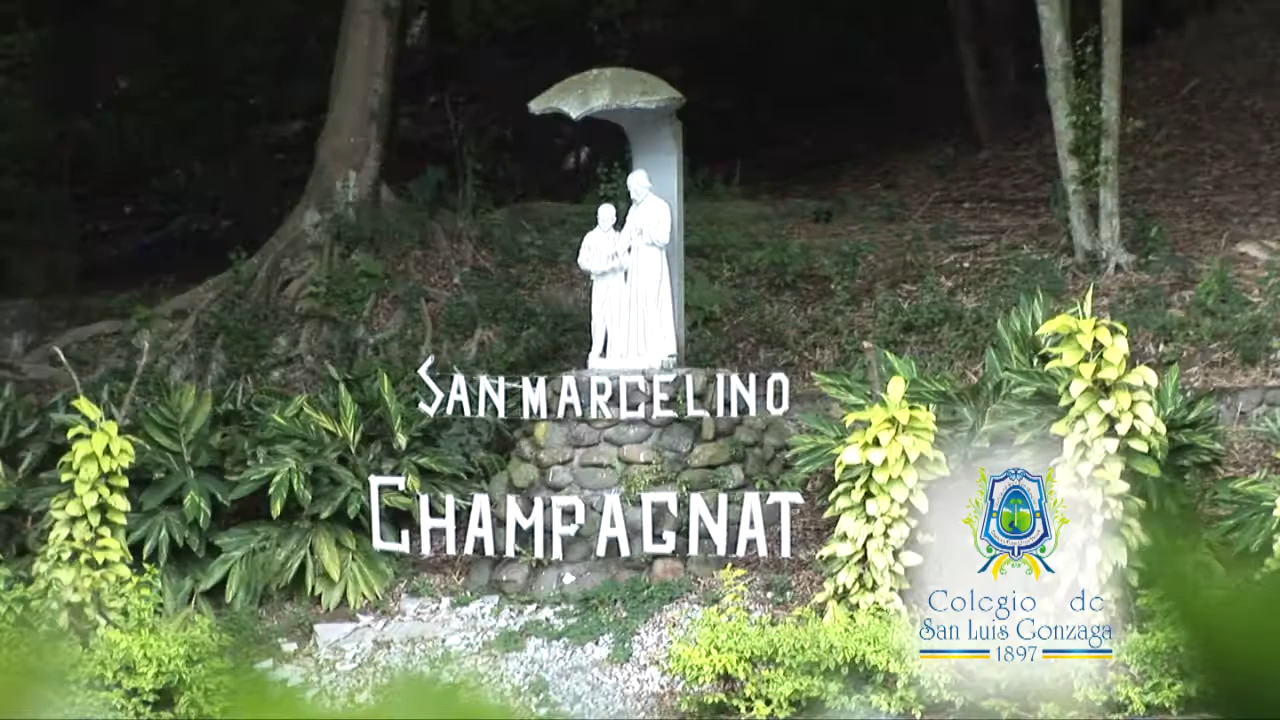 SAN MARCELINO
CHAMPAGNAT
Colegio de
San Luis Gonzaga
1897